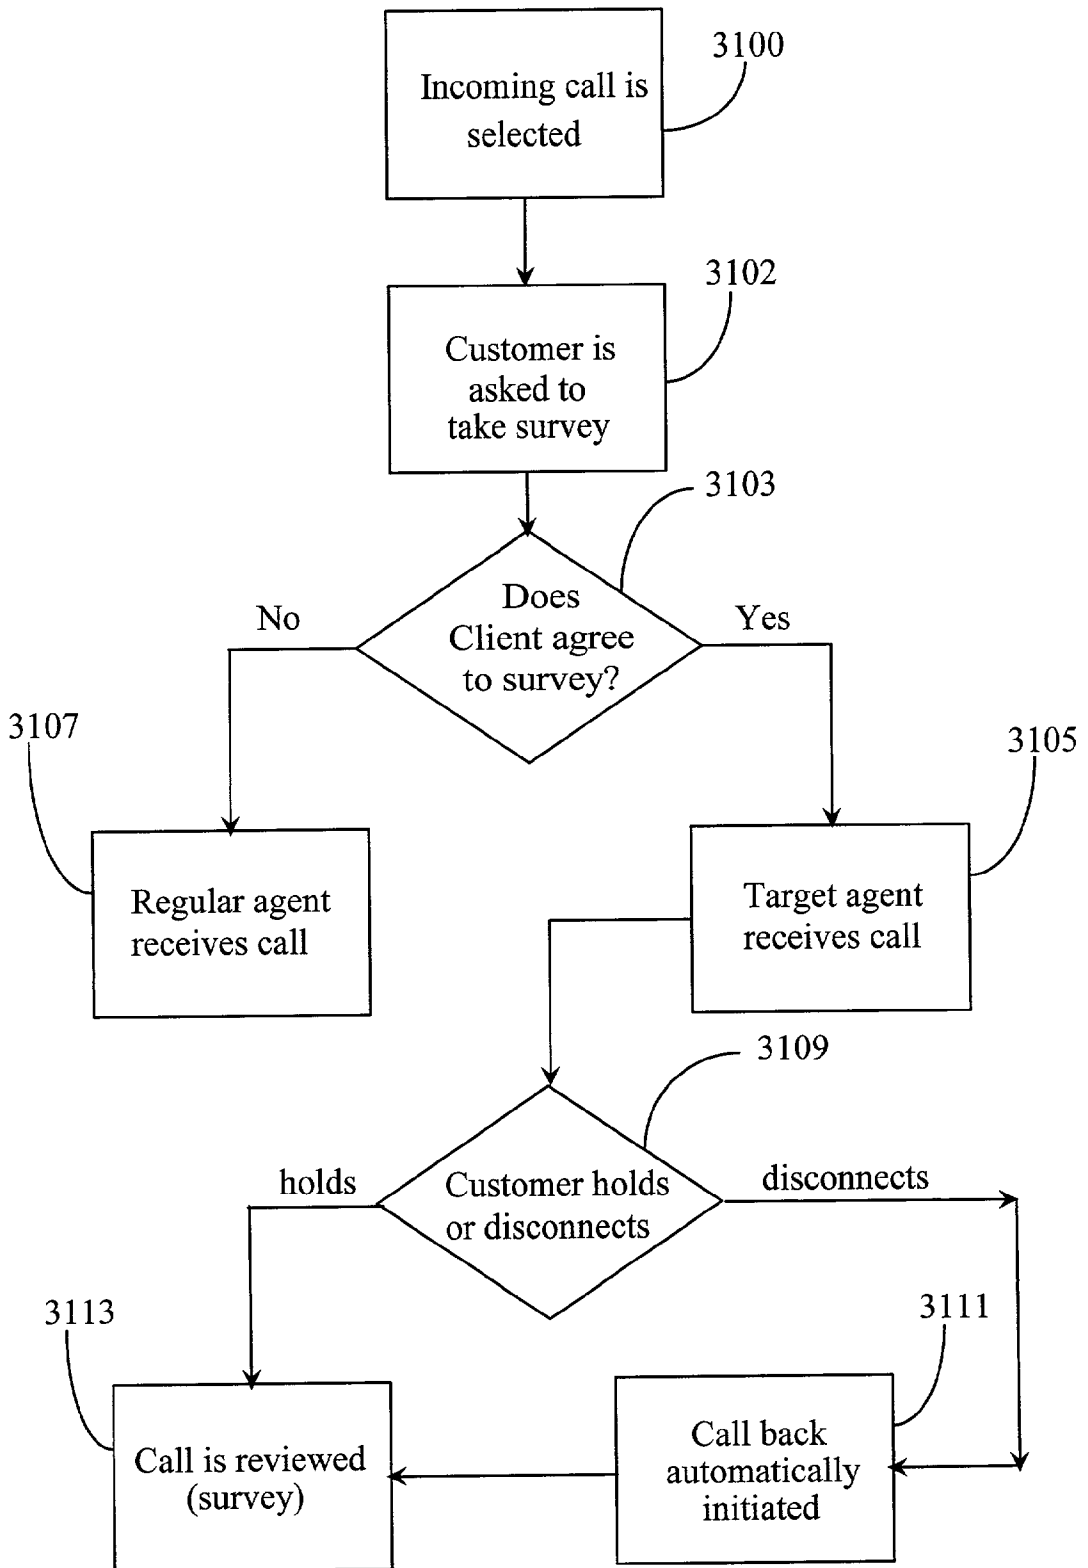 3100
Incoming call is
selected
3102
Customer is
asked to
take survey
3103
Does
Client agree
to survey?
No
Yes
3107
3105
Regular agent
receives call
Target agent
receives call
3109
Customer holds
or disconnects
holds
disconnects
3113
3111
Call is reviewed
(survey)
Call back
automatically
initiated